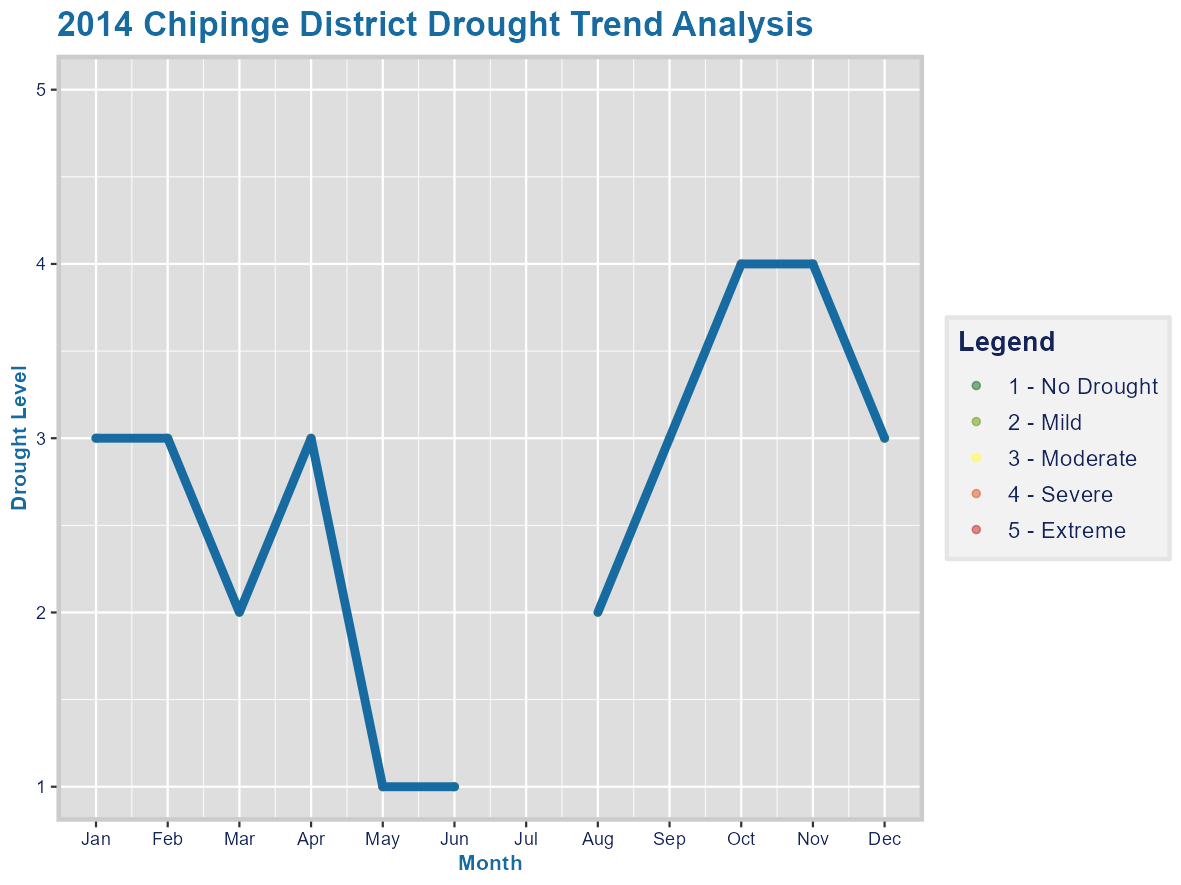 2014 Chipinge District Drought Trend Analysis
5
4
3
2
1
Drought Level
Jan Feb Mar Apr May Jun Jul Aug Sep Oct Nov Dec
Month
Legend
1 - No Drought
2 - Mild
3 - Moderate
4 - Severe
5 - Extreme